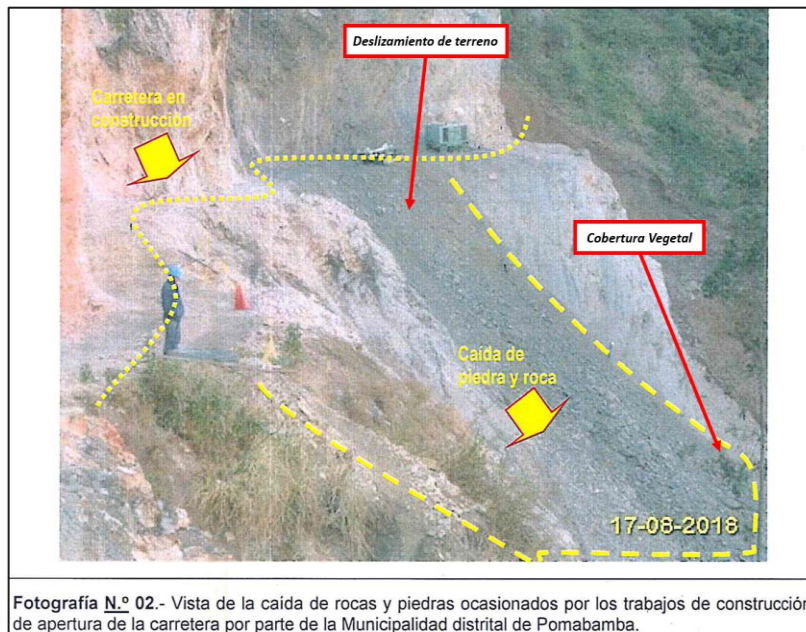 Deslizamiento de terreno
Carretera en
construcción
Cobertura Vegetal
Caída de
piedra y roca
17-08-2018
Fotografía N.º 02.- Vista de la caída de rocas y piedras ocasionados por los trabajos de construcción
de apertura de la carretera por parte de la Municipalidad distrital de Pomabamba.